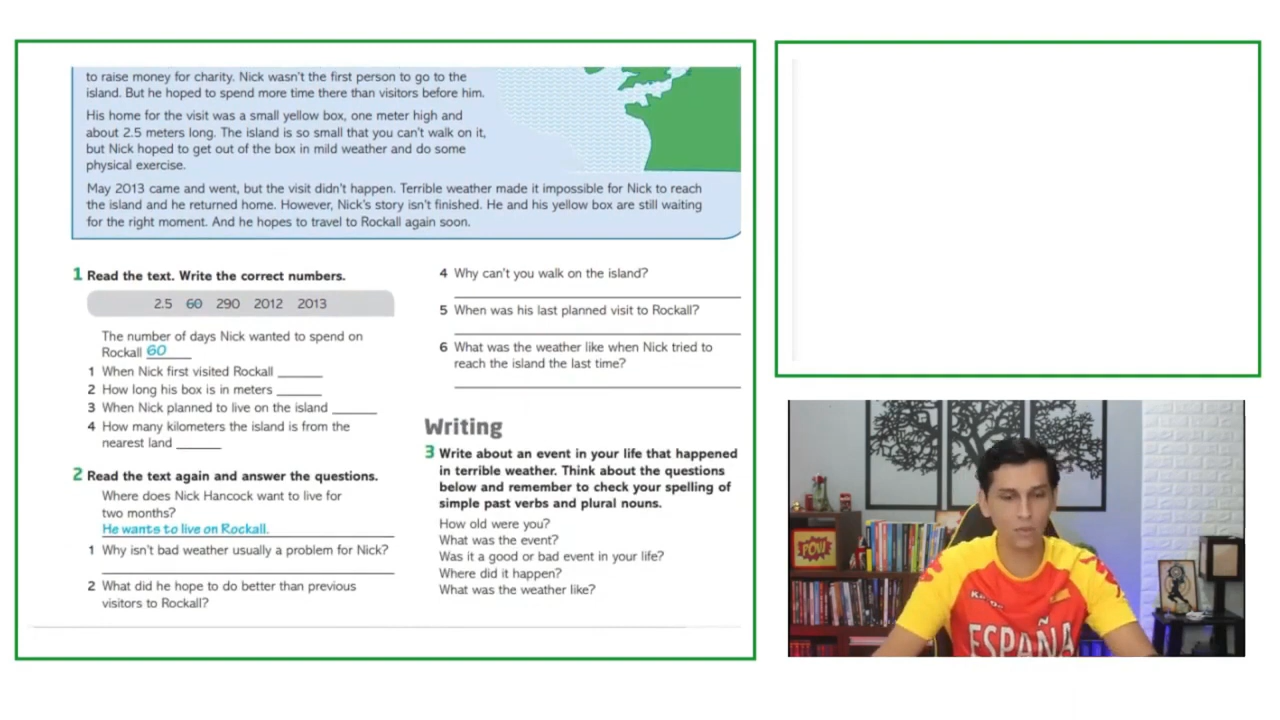 to raise money for charity. Nick wasn't the first person to go to the
island. But he hoped to spend more time there than visitors before him.
His home for the visit was a small yellow box, one meter high and
about 2.5 meters long. The island is so small that you can't walk on it,
but Nick hoped to get out of the box in mild weather and do some
physical exercise.
May 2013 came and went, but the visit didn't happen. Terrible weather made it impossible for Nick to reach
the island and he returned home. However, Nick's story isn't finished. He and his yellow box are still waiting
for the right moment. And he hopes to travel to Rockall again soon.
1 Read the text. Write the correct numbers.
2.5 60 290 2012 2013
The number of days Nick wanted to spend on
Rockall 60
1 When Nick first visited Rockall
2 How long his box is in meters
3 When Nick planned to live on the island
4 How many kilometers the island is from the
nearest land
2 Read the text again and answer the questions.
Where does Nick Hancock want to live for
two months?
He wants to live on Rockall.
1 Why isn't bad weather usually a problem for Nick?
2 What did he hope to do better than previous
visitors to Rockall?
4 Why can't you walk on the island?
5 When was his last planned visit to Rockall?
6 What was the weather like when Nick tried to
reach the island the last time?
Writing
3 Write about an event in your life that happened
in terrible weather. Think about the questions
below and remember to check your spelling of
simple past verbs and plural nouns.
How old were you?
What was the event?
Was it a good or bad event in your life?
Where did it happen?
What was the weather like?
POW
ESPAÑA